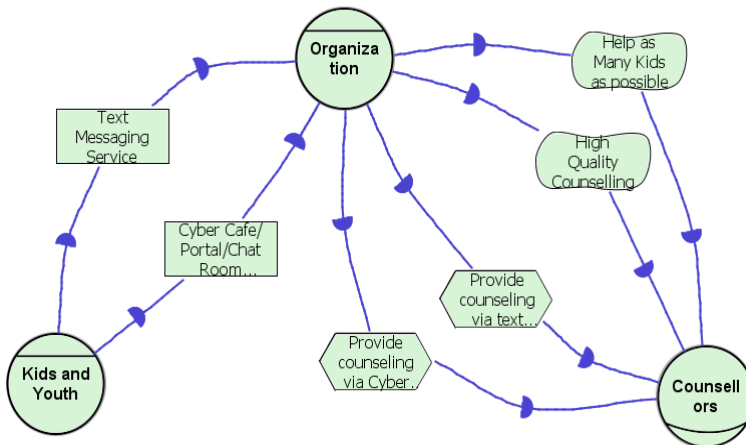 Organiza
tion
Help as
Many Kids
as possible
Text
Messaging
Service
High
Quality
Counselling
Cyber Cafe/
Portal/Chat
Room...
Provide
counseling
via text...
Provide
counseling
via Cyber..
Kids and
Youth
Counsell
ors